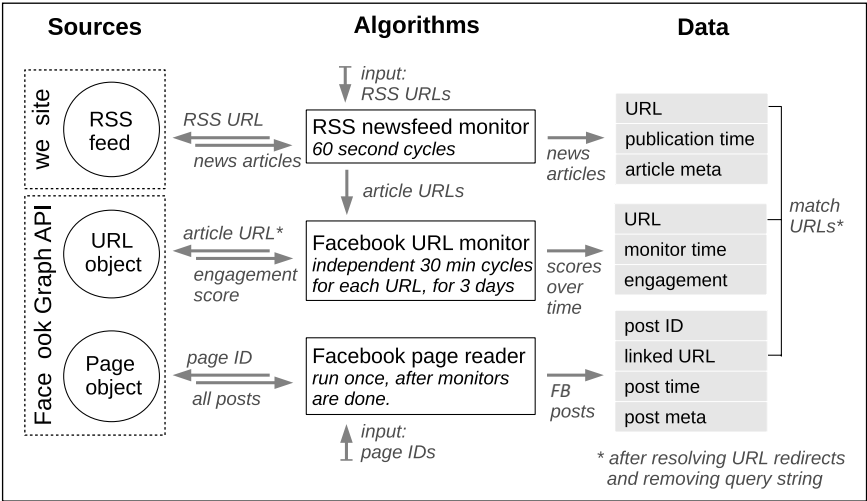 Sources
Algorithms
Data
we site
RSS
feed
RSS URL
news articles
input:
RSS URLs
RSS newsfeed monitor
60 second cycles
news
articles
URL
publication time
article meta
article URLs
Face ook Graph API
URL
object
article URL*
engagement
score
Facebook URL monitor
independent 30 min cycles
for each URL, for 3 days
scores
over
time
URL
monitor time
engagement
match
URLs*
Page
object
page ID
all posts
Facebook page reader
run once, after monitors
are done.
input:
page IDs
FB
posts
post ID
linked URL
post time
post meta
* after resolving URL redirects
and removing query string